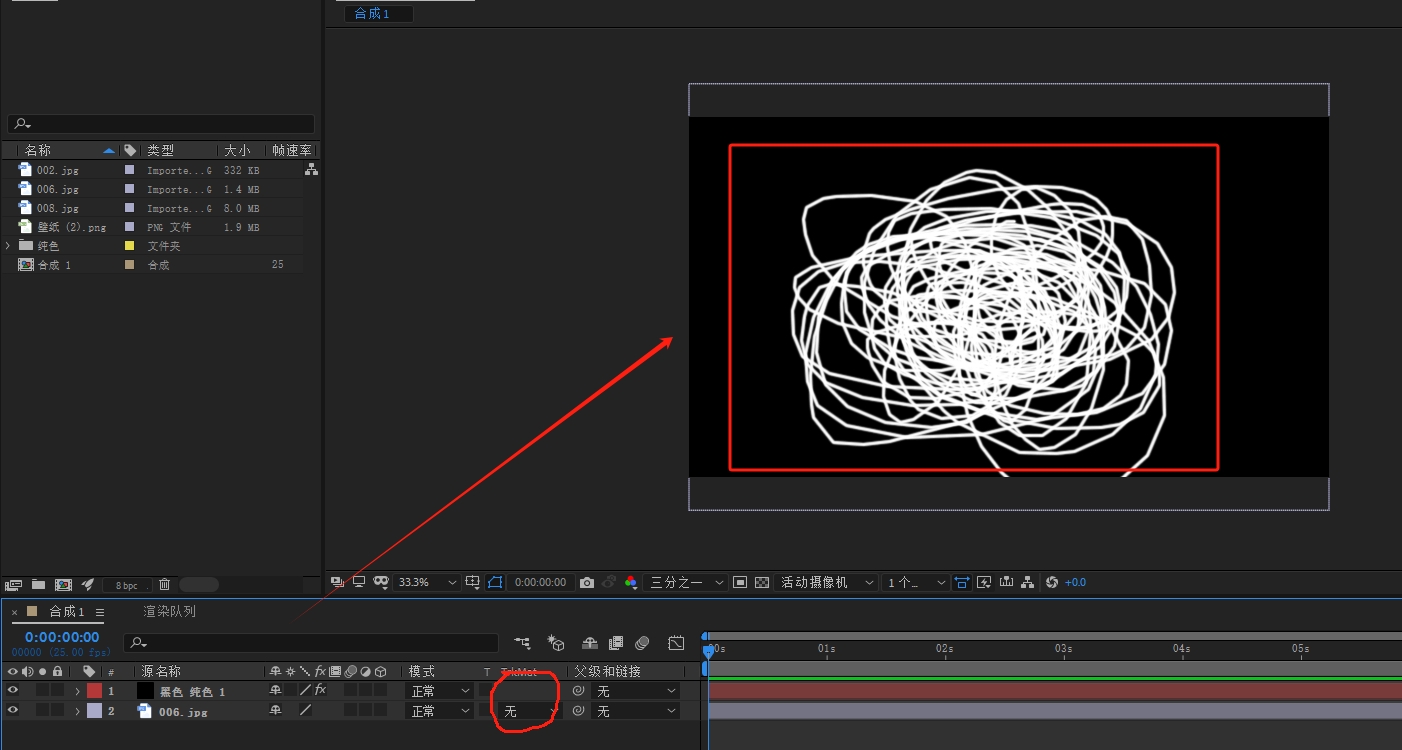 合成1
名称 类型 大小 帧速率
002.jpg Importe...G 332 KB
006.jpg Importe...G 1.4 MB
008.jpg Importe...G 8.0 MB
壁纸 (2).png PNG 文件 1.9 MB
纯色 文件夹
合成 1 合成 25
8 bpc
33.3% 0:00:00:00 三分之一 活动摄像机 1 个... +0.0
× 合成1 渲染队列
0:00:00:00
00000 (25.00 fps)
00s 01s 02s 03s 04s 05s
# 源名称 fx 模式 T TrkMat 父级和链接
1 黑色 纯色 1 fx 正常 无
2 006.jpg 正常 无 无